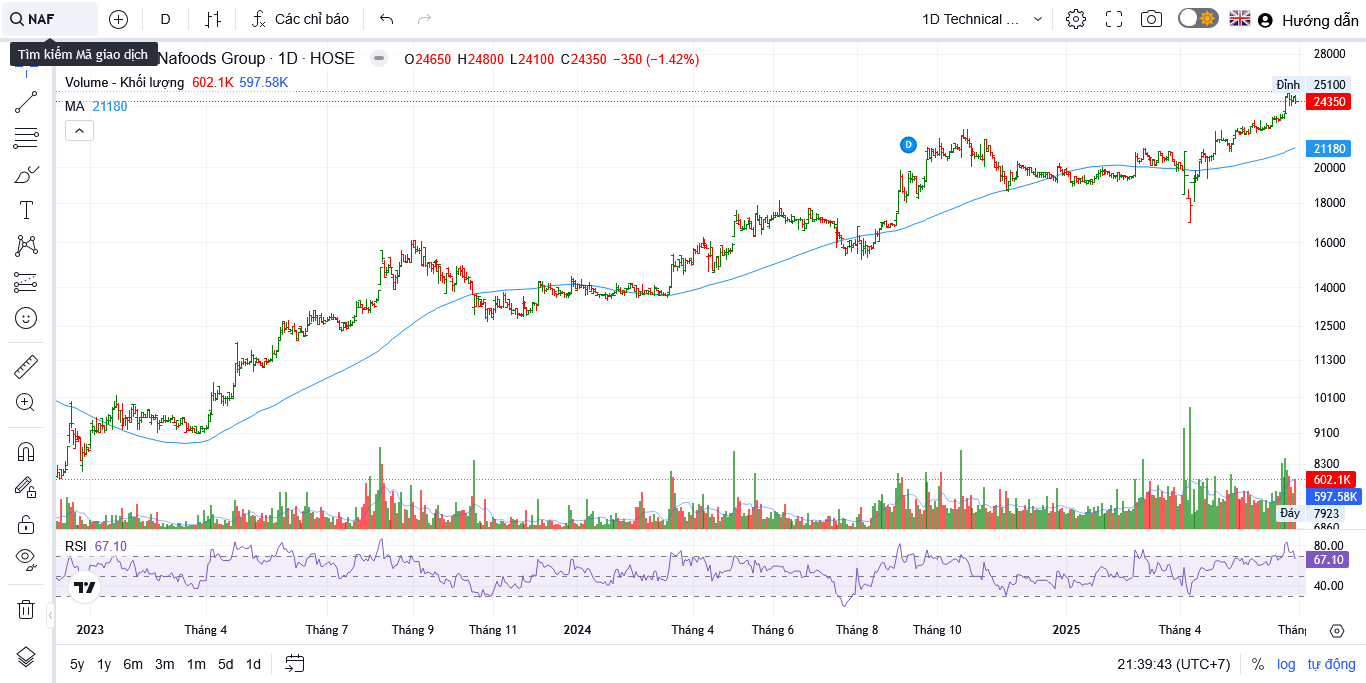 NAF D Các chỉ báo 1D Technical ... Hướng dẫn
Tìm kiếm Mã giao dịch
Nafoods Group · 1D · HOSE O24650 H24800 L24100 C24350 −350 (−1.42%)
Volume - Khối lượng 602.1K 597.58K
MA 21180
D
Đỉnh
28000
25100
24350
21180
20000
18000
16000
14000
12500
11300
10100
9100
8300
602.1K
597.58K
Đáy 7923
6860
RSI 67.10
80.00
67.10
40.00
2023 Tháng 4 Tháng 7 Tháng 9 Tháng 11 2024 Tháng 4 Tháng 6 Tháng 8 Tháng 10 2025 Tháng 4 Thán
5y 1y 6m 3m 1m 5d 1d 21:39:43 (UTC+7) % log tự động